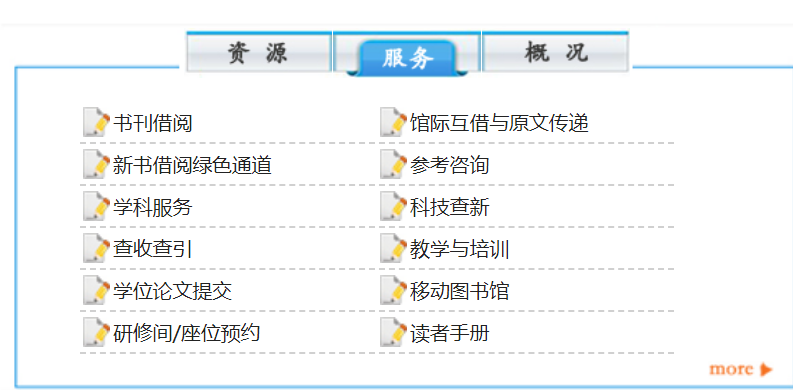 资 源 服务 概 况
书刊借阅 馆际互借与原文传递
新书借阅绿色通道 参考咨询
学科服务 科技查新
查收查引 教学与培训
学位论文提交 移动图书馆
研修间/座位预约 读者手册
more